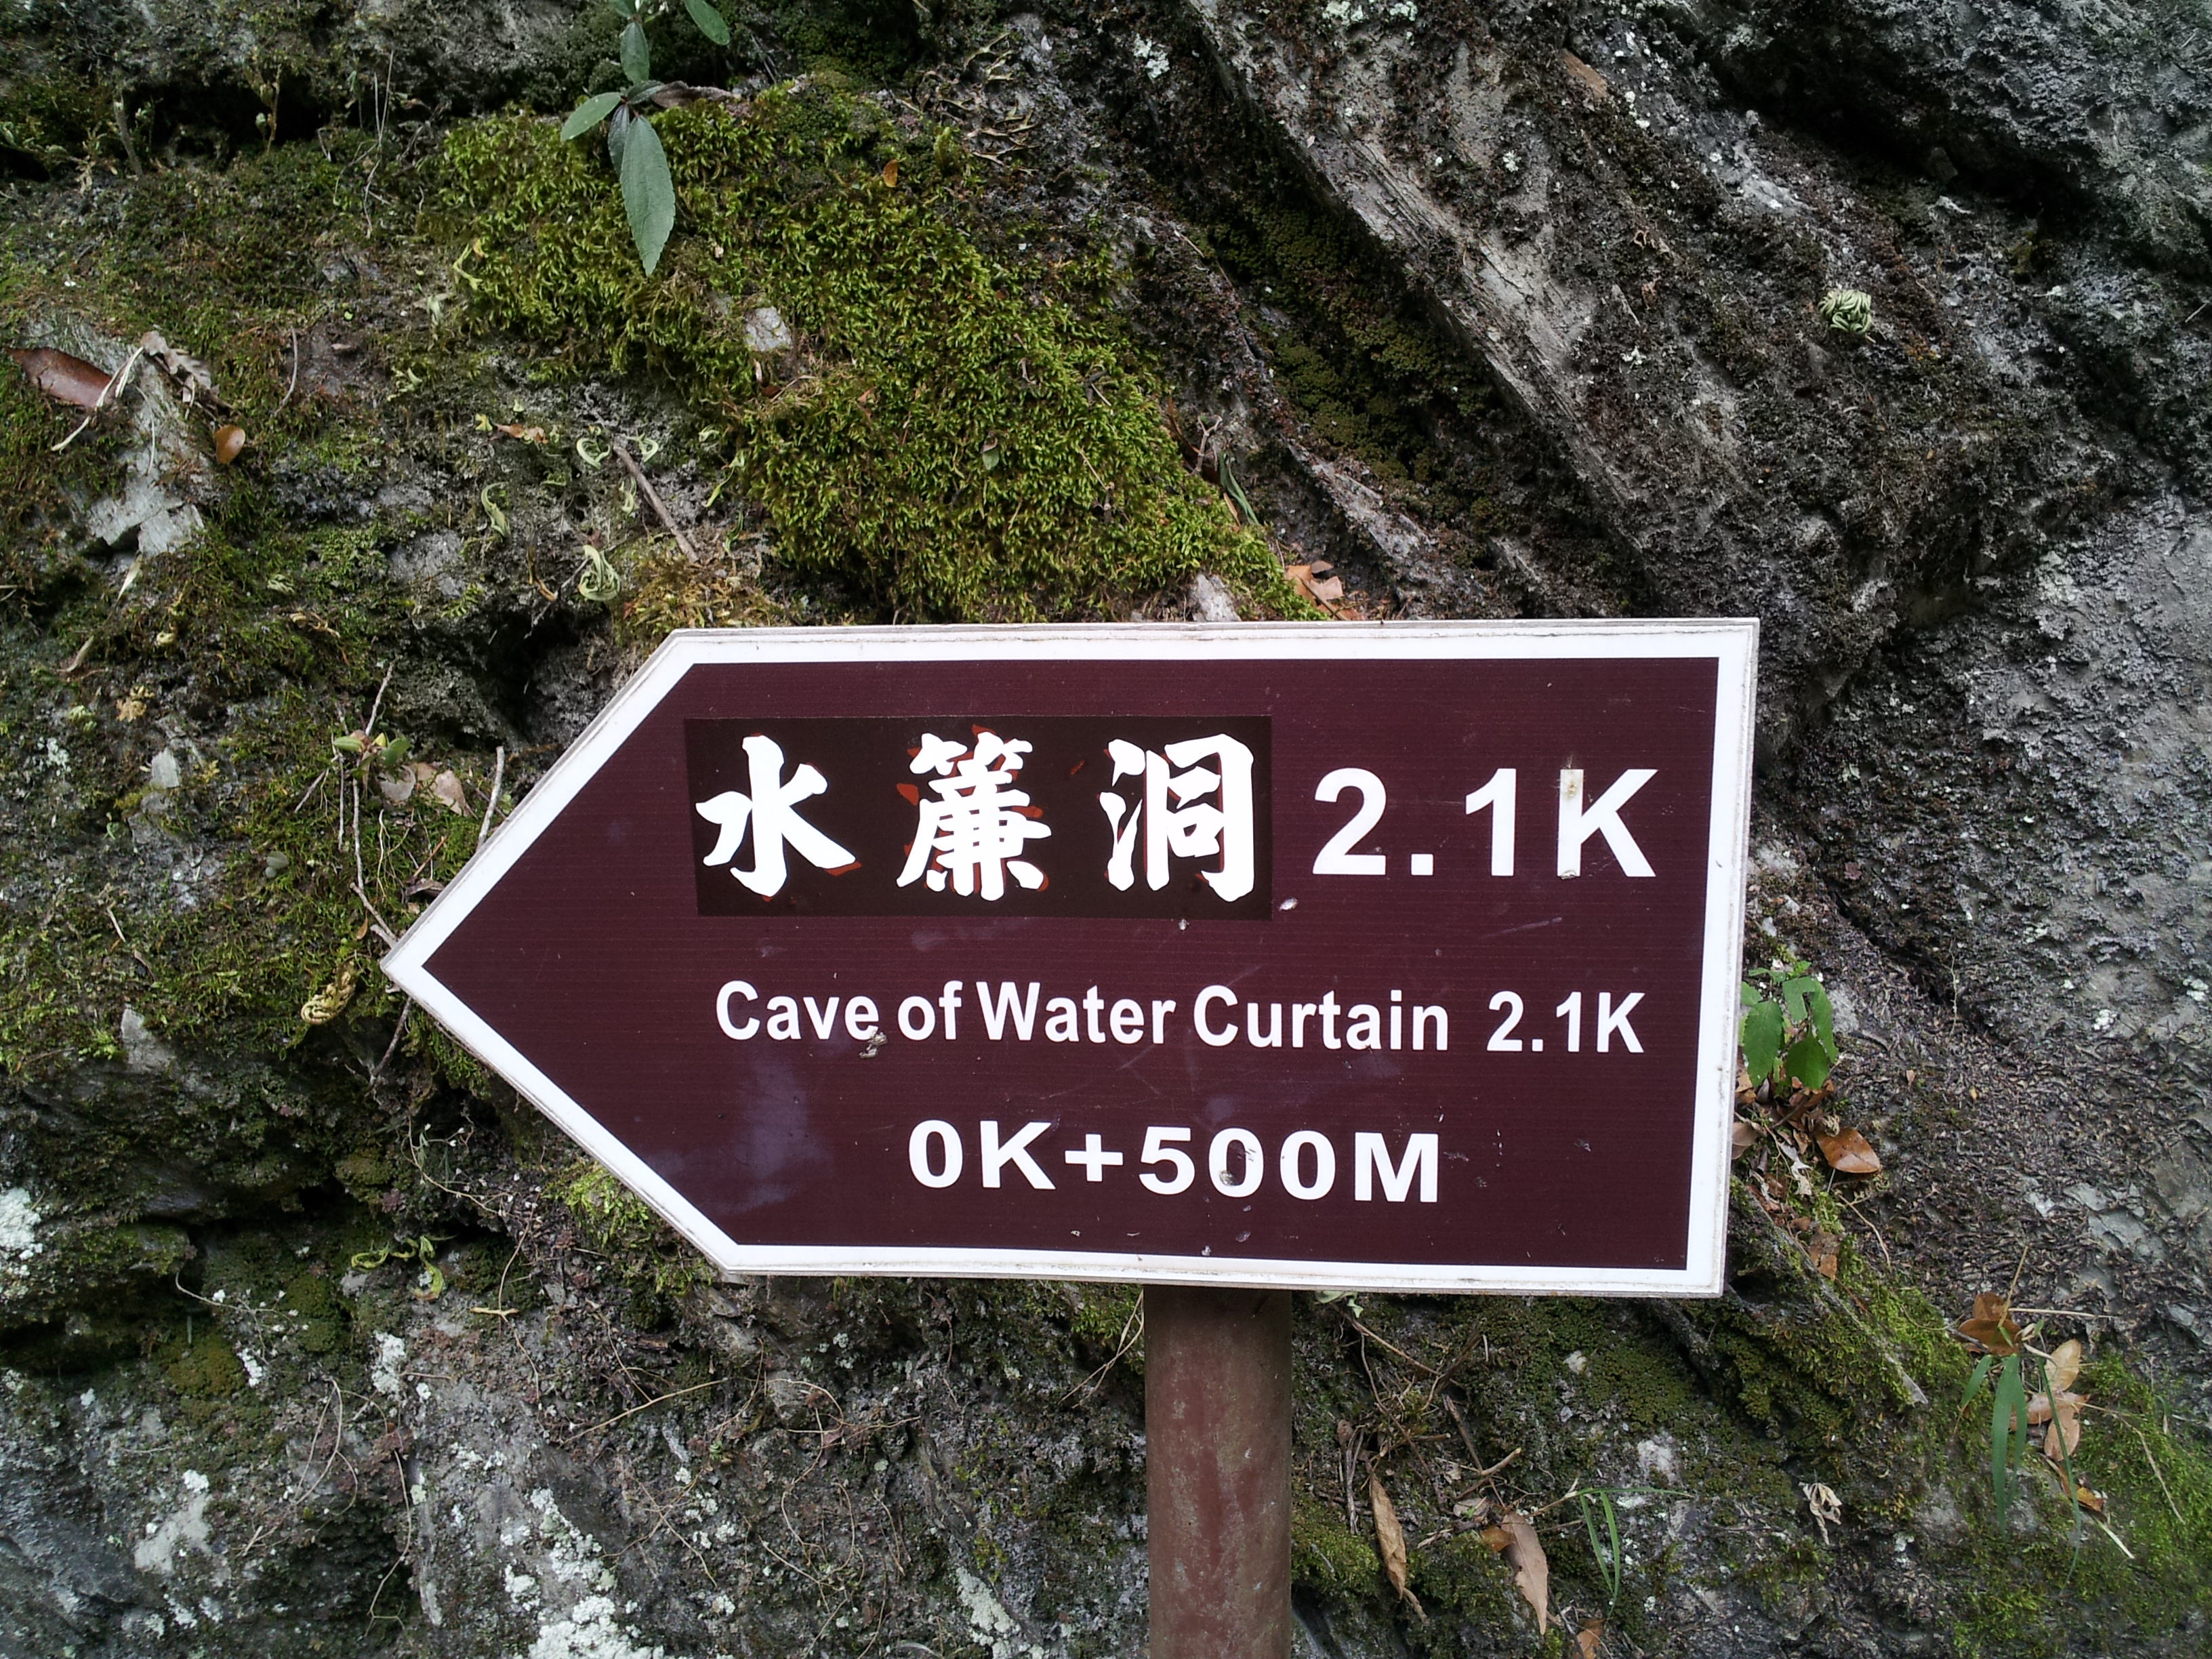 水簾洞 2.1K
Cave of Water Curtain 2.1K
0K+500M